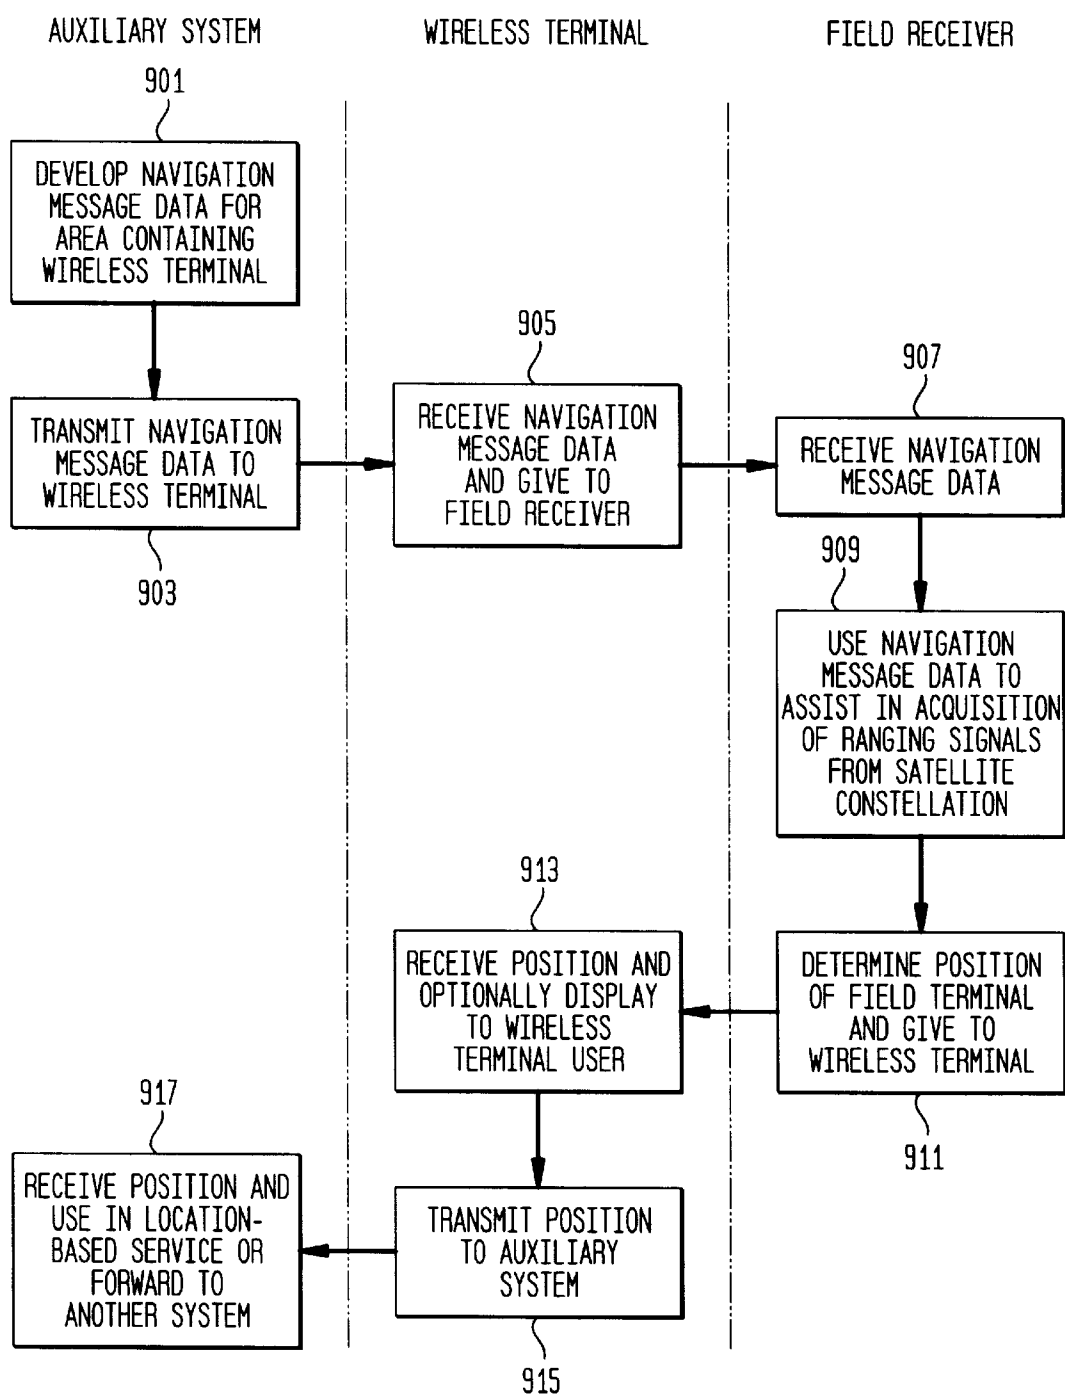 AUXILIARY SYSTEM
WIRELESS TERMINAL
FIELD RECEIVER
901
DEVELOP NAVIGATION
MESSAGE DATA FOR
AREA CONTAINING
WIRELESS TERMINAL
TRANSMIT NAVIGATION
MESSAGE DATA TO
WIRELESS TERMINAL
903
905
RECEIVE NAVIGATION
MESSAGE DATA
AND GIVE TO
FIELD RECEIVER
907
RECEIVE NAVIGATION
MESSAGE DATA
909
USE NAVIGATION
MESSAGE DATA TO
ASSIST IN ACQUISITION
OF RANGING SIGNALS
FROM SATELLITE
CONSTELLATION
DETERMINE POSITION
OF FIELD TERMINAL
AND GIVE TO
WIRELESS TERMINAL
911
913
RECEIVE POSITION AND
OPTIONALLY DISPLAY
TO WIRELESS
TERMINAL USER
TRANSMIT POSITION
TO AUXILIARY
SYSTEM
915
917
RECEIVE POSITION AND
USE IN LOCATION-
BASED SERVICE OR
FORWARD TO
ANOTHER SYSTEM